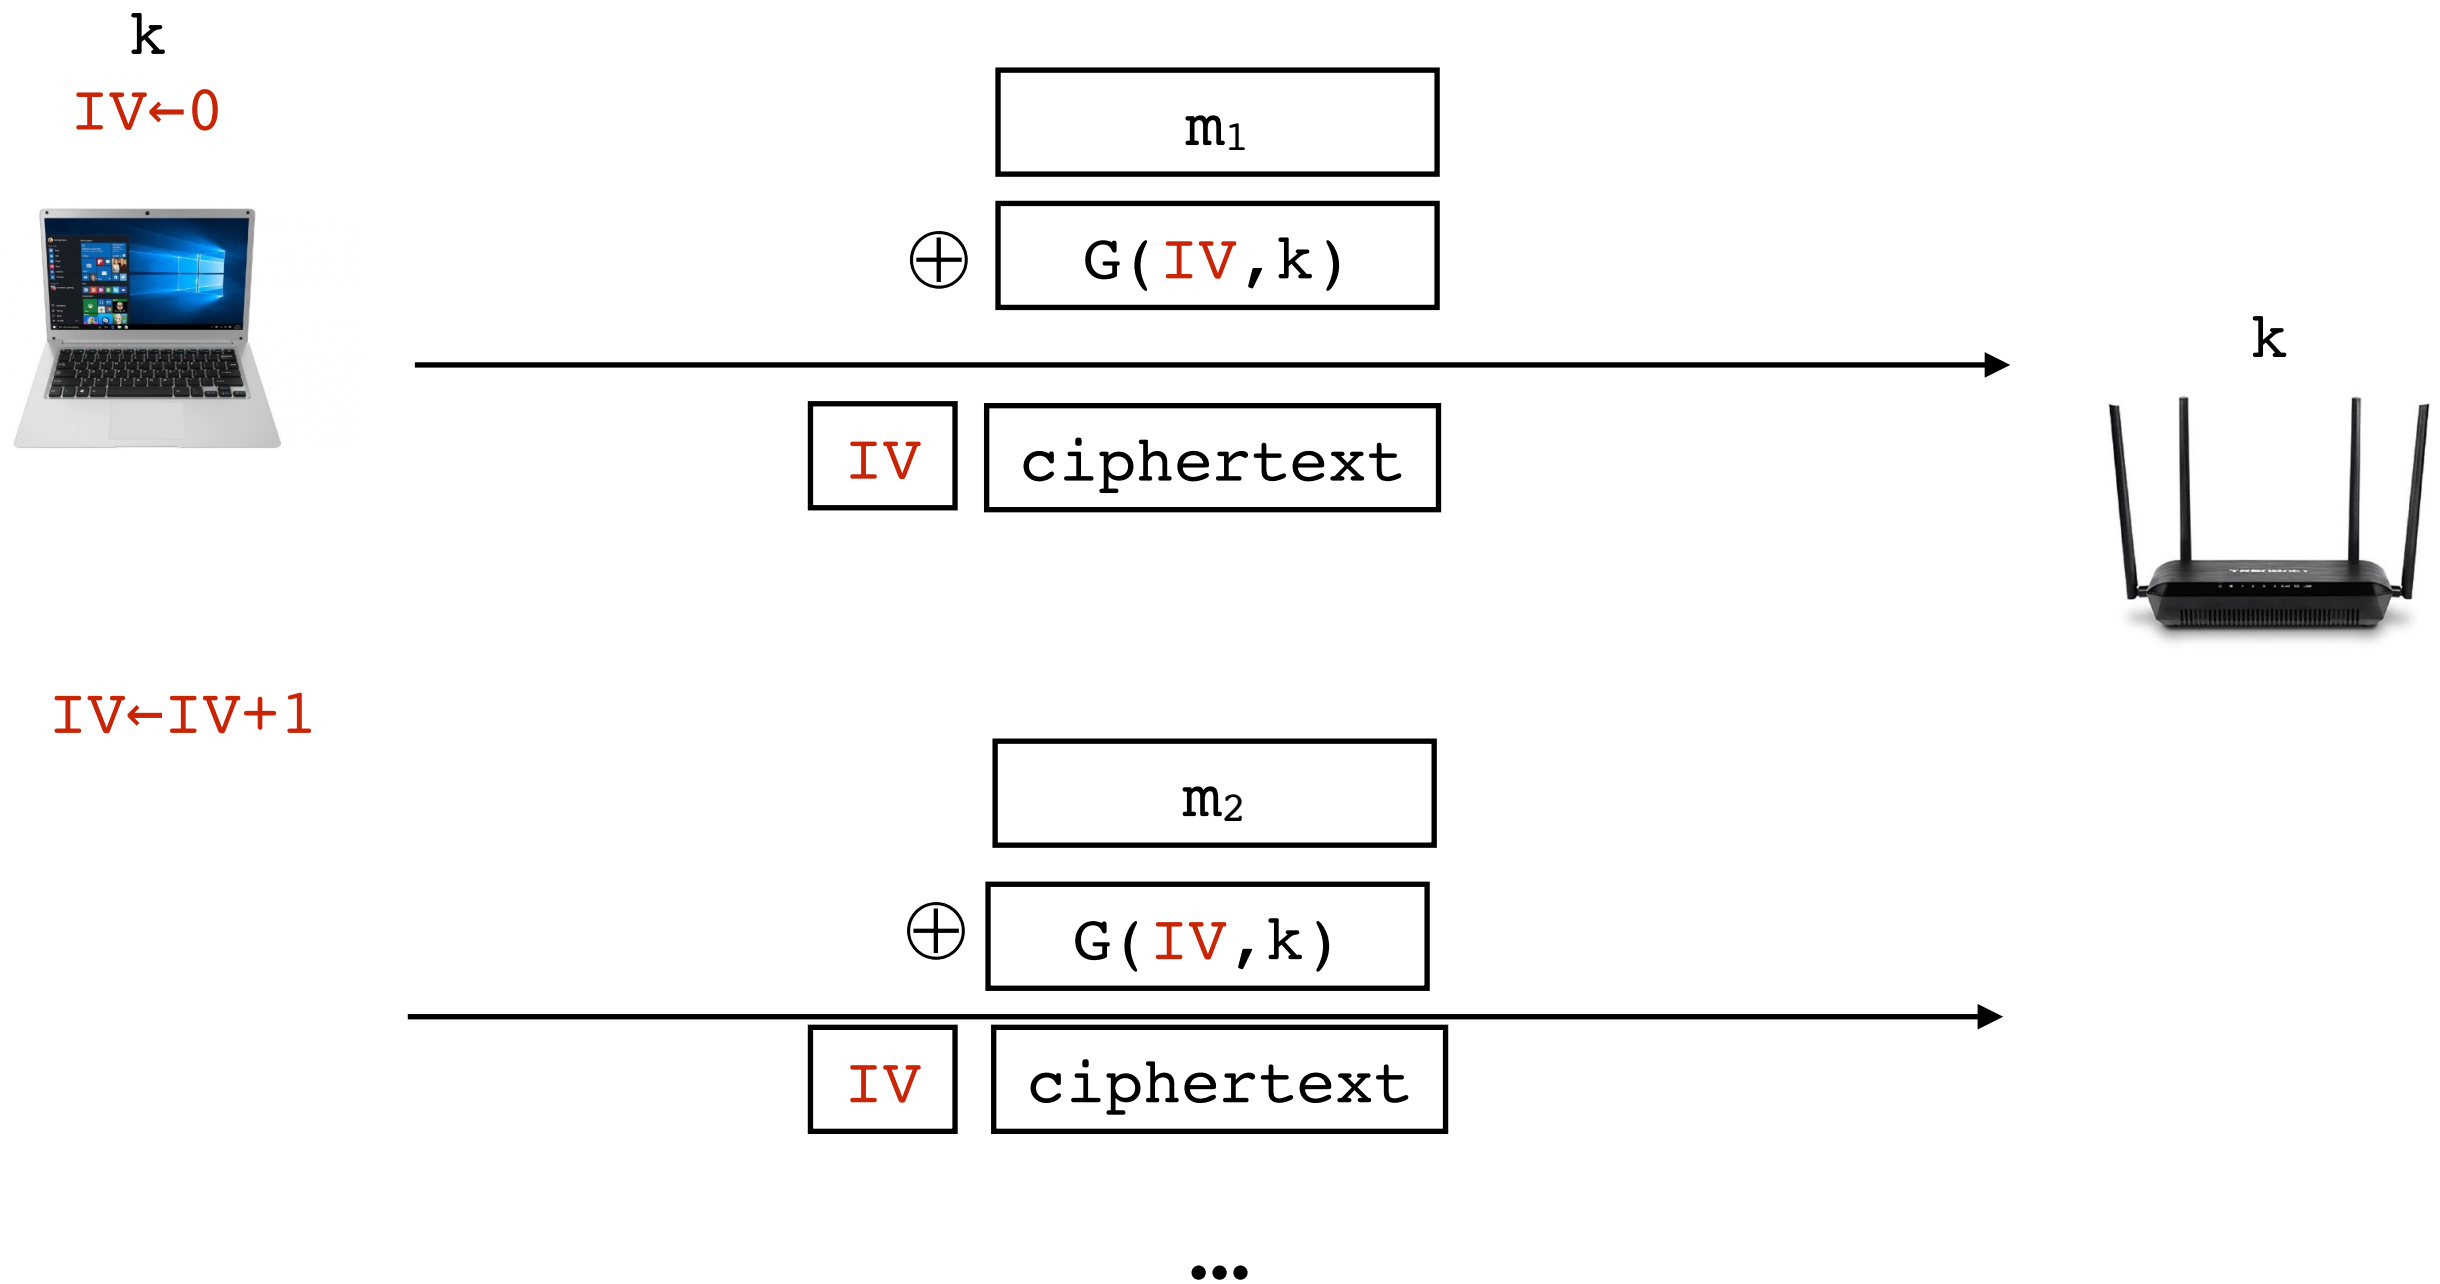 k
IV←0
m₁
⊕ G(IV,k)
k
IV ciphertext
IV←IV+1
m₂
⊕ G(IV,k)
IV ciphertext
...